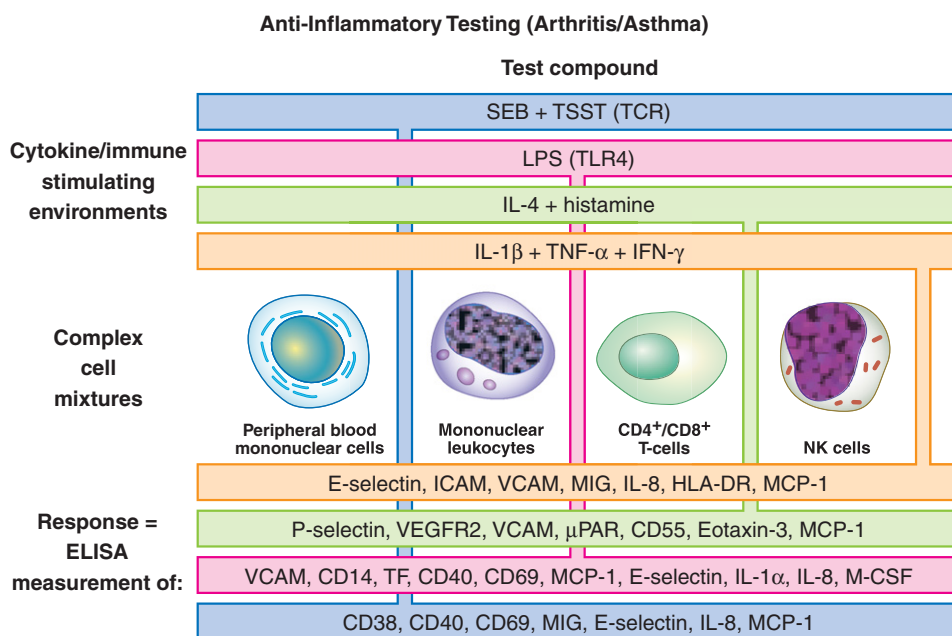 Anti-Inflammatory Testing (Arthritis/Asthma)
Test compound
SEB + TSST (TCR)
Cytokine/immune
stimulating
environments
LPS (TLR4)
IL-4 + histamine
IL-1β + TNF-α + IFN-γ
Complex
cell
mixtures
Peripheral blood
mononuclear cells
Mononuclear
leukocytes
CD4⁺/CD8⁺
T-cells
NK cells
E-selectin, ICAM, VCAM, MIG, IL-8, HLA-DR, MCP-1
Response =
ELISA
measurement of:
P-selectin, VEGFR2, VCAM, μPAR, CD55, Eotaxin-3, MCP-1
VCAM, CD14, TF, CD40, CD69, MCP-1, E-selectin, IL-1α, IL-8, M-CSF
CD38, CD40, CD69, MIG, E-selectin, IL-8, MCP-1